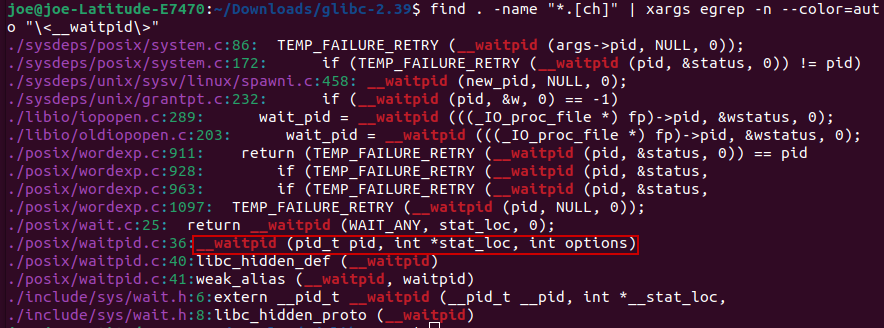 joe@joe-Latitude-E7470:~/Downloads/glibc-2.39$ find . -name "*.[ch]" | xargs egrep -n --color=aut
o "\<__waitpid\>"
./sysdeps/posix/system.c:86:  TEMP_FAILURE_RETRY (__waitpid (args->pid, NULL, 0));
./sysdeps/posix/system.c:172:      if (TEMP_FAILURE_RETRY (__waitpid (pid, &status, 0)) != pid)
./sysdeps/unix/sysv/linux/spawni.c:458:	__waitpid (new_pid, NULL, 0);
./sysdeps/unix/grantpt.c:232:      if (__waitpid (pid, &w, 0) == -1)
./libio/iopopen.c:289:      wait_pid = __waitpid (((_IO_proc_file *) fp)->pid, &wstatus, 0);
./libio/oldiopopen.c:203:      wait_pid = __waitpid (((_IO_proc_file *) fp)->pid, &wstatus, 0);
./posix/wordexp.c:911:    return (TEMP_FAILURE_RETRY (__waitpid (pid, &status, 0)) == pid
./posix/wordexp.c:928:	      if (TEMP_FAILURE_RETRY (__waitpid (pid, &status,
./posix/wordexp.c:963:	      if (TEMP_FAILURE_RETRY (__waitpid (pid, &status,
./posix/wordexp.c:1097:  TEMP_FAILURE_RETRY (__waitpid (pid, NULL, 0));
./posix/wait.c:25:  return __waitpid (WAIT_ANY, stat_loc, 0);
./posix/waitpid.c:36:__waitpid (pid_t pid, int *stat_loc, int options)
./posix/waitpid.c:40:libc_hidden_def (__waitpid)
./posix/waitpid.c:41:weak_alias (__waitpid, waitpid)
./include/sys/wait.h:6:extern __pid_t __waitpid (__pid_t __pid, int *__stat_loc,
./include/sys/wait.h:8:libc_hidden_proto (__waitpid)